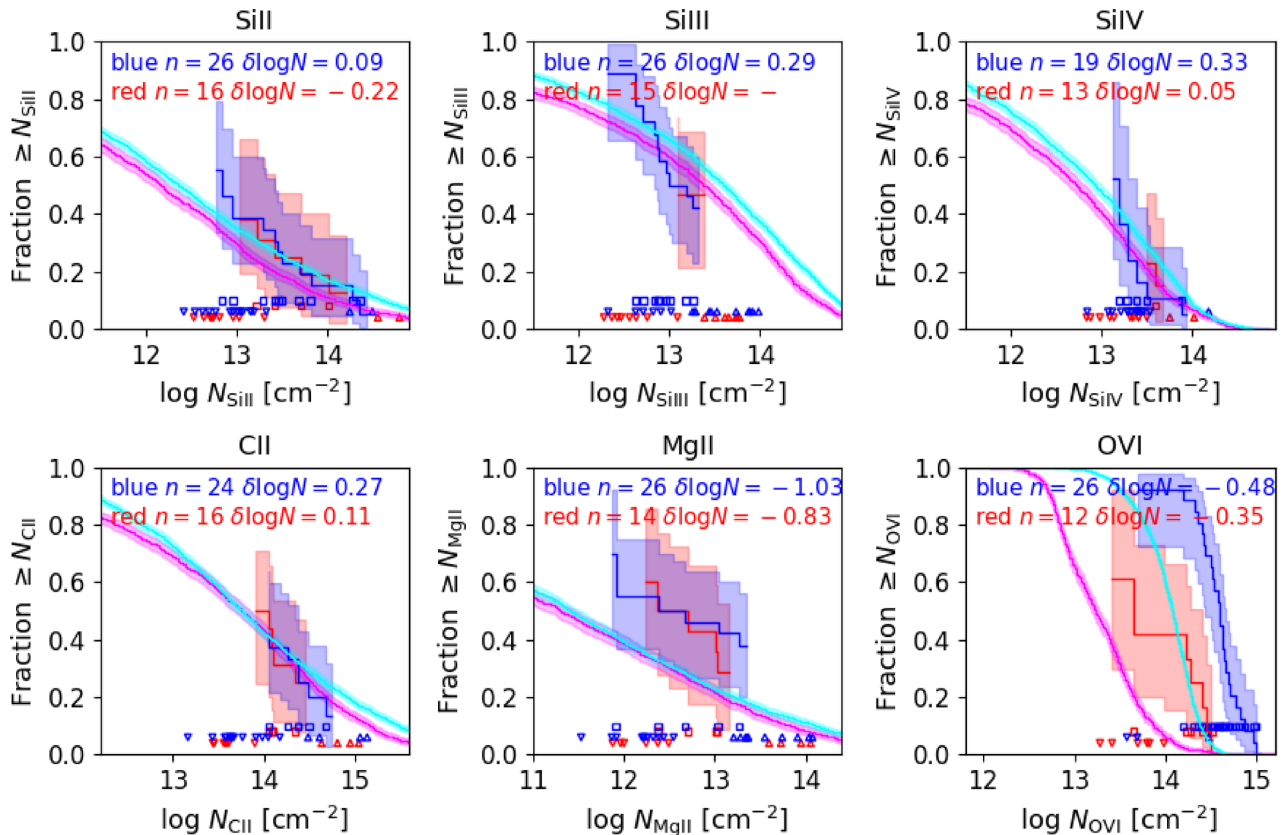 SiII
blue n = 26 δlogN = 0.09
red n = 16 δlogN = − 0.22
Fraction ≥ N_SiII
0.0 0.2 0.4 0.6 0.8 1.0
12 13 14
log N_SiII [cm⁻²]
SiIII
blue n = 26 δlogN = 0.29
red n = 15 δlogN = −
Fraction ≥ N_SiIII
0.0 0.2 0.4 0.6 0.8 1.0
12 13 14
log N_SiIII [cm⁻²]
SiIV
blue n = 19 δlogN = 0.33
red n = 13 δlogN = 0.05
Fraction ≥ N_SiIV
0.0 0.2 0.4 0.6 0.8 1.0
12 13 14
log N_SiIV [cm⁻²]
CII
blue n = 24 δlogN = 0.27
red n = 16 δlogN = 0.11
Fraction ≥ N_CII
0.0 0.2 0.4 0.6 0.8 1.0
13 14 15
log N_CII [cm⁻²]
MgII
blue n = 26 δlogN = − 1.03
red n = 14 δlogN = − 0.83
Fraction ≥ N_MgII
0.0 0.2 0.4 0.6 0.8 1.0
11 12 13 14
log N_MgII [cm⁻²]
OVI
blue n = 26 δlogN = − 0.48
red n = 12 δlogN = − 0.35
Fraction ≥ N_OVI
0.0 0.2 0.4 0.6 0.8 1.0
12 13 14 15
log N_OVI [cm⁻²]